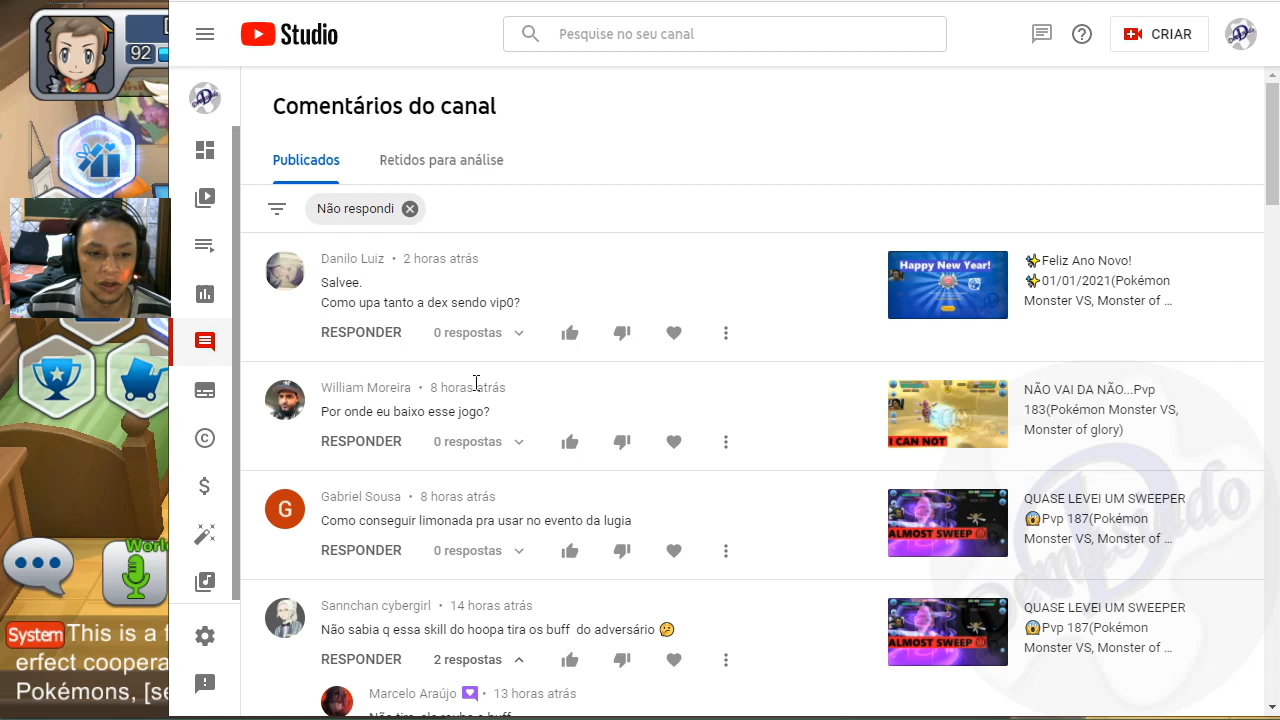 92
Studio
Pesquise no seu canal
CRIAR
Comentários do canal
Publicados
Retidos para análise
Não respondi
Danilo Luiz • 2 horas atrás
Salvee.
Como upa tanto a dex sendo vip0?
RESPONDER 0 respostas
Happy New Year!
✨Feliz Ano Novo!
✨01/01/2021(Pokémon
Monster VS, Monster of ...
William Moreira • 8 horas atrás
Por onde eu baixo esse jogo?
RESPONDER 0 respostas
I CAN NOT
NÃO VAI DA NÃO...Pvp
183(Pokémon Monster VS,
Monster of glory)
G
Gabriel Sousa • 8 horas atrás
Como conseguir limonada pra usar no evento da lugia
RESPONDER 0 respostas
ALMOST SWEEP
QUASE LEVEI UM SWEEPER
😱Pvp 187(Pokémon
Monster VS, Monster of ...
Sannchan cybergirl • 14 horas atrás
Não sabia q essa skill do hoopa tira os buff do adversário 😕
RESPONDER 2 respostas
ALMOST SWEEP
QUASE LEVEI UM SWEEPER
😱Pvp 187(Pokémon
Monster VS, Monster of ...
Marcelo Araújo • 13 horas atrás
World
System This is a f
erfect coopera
Pokémons, [se